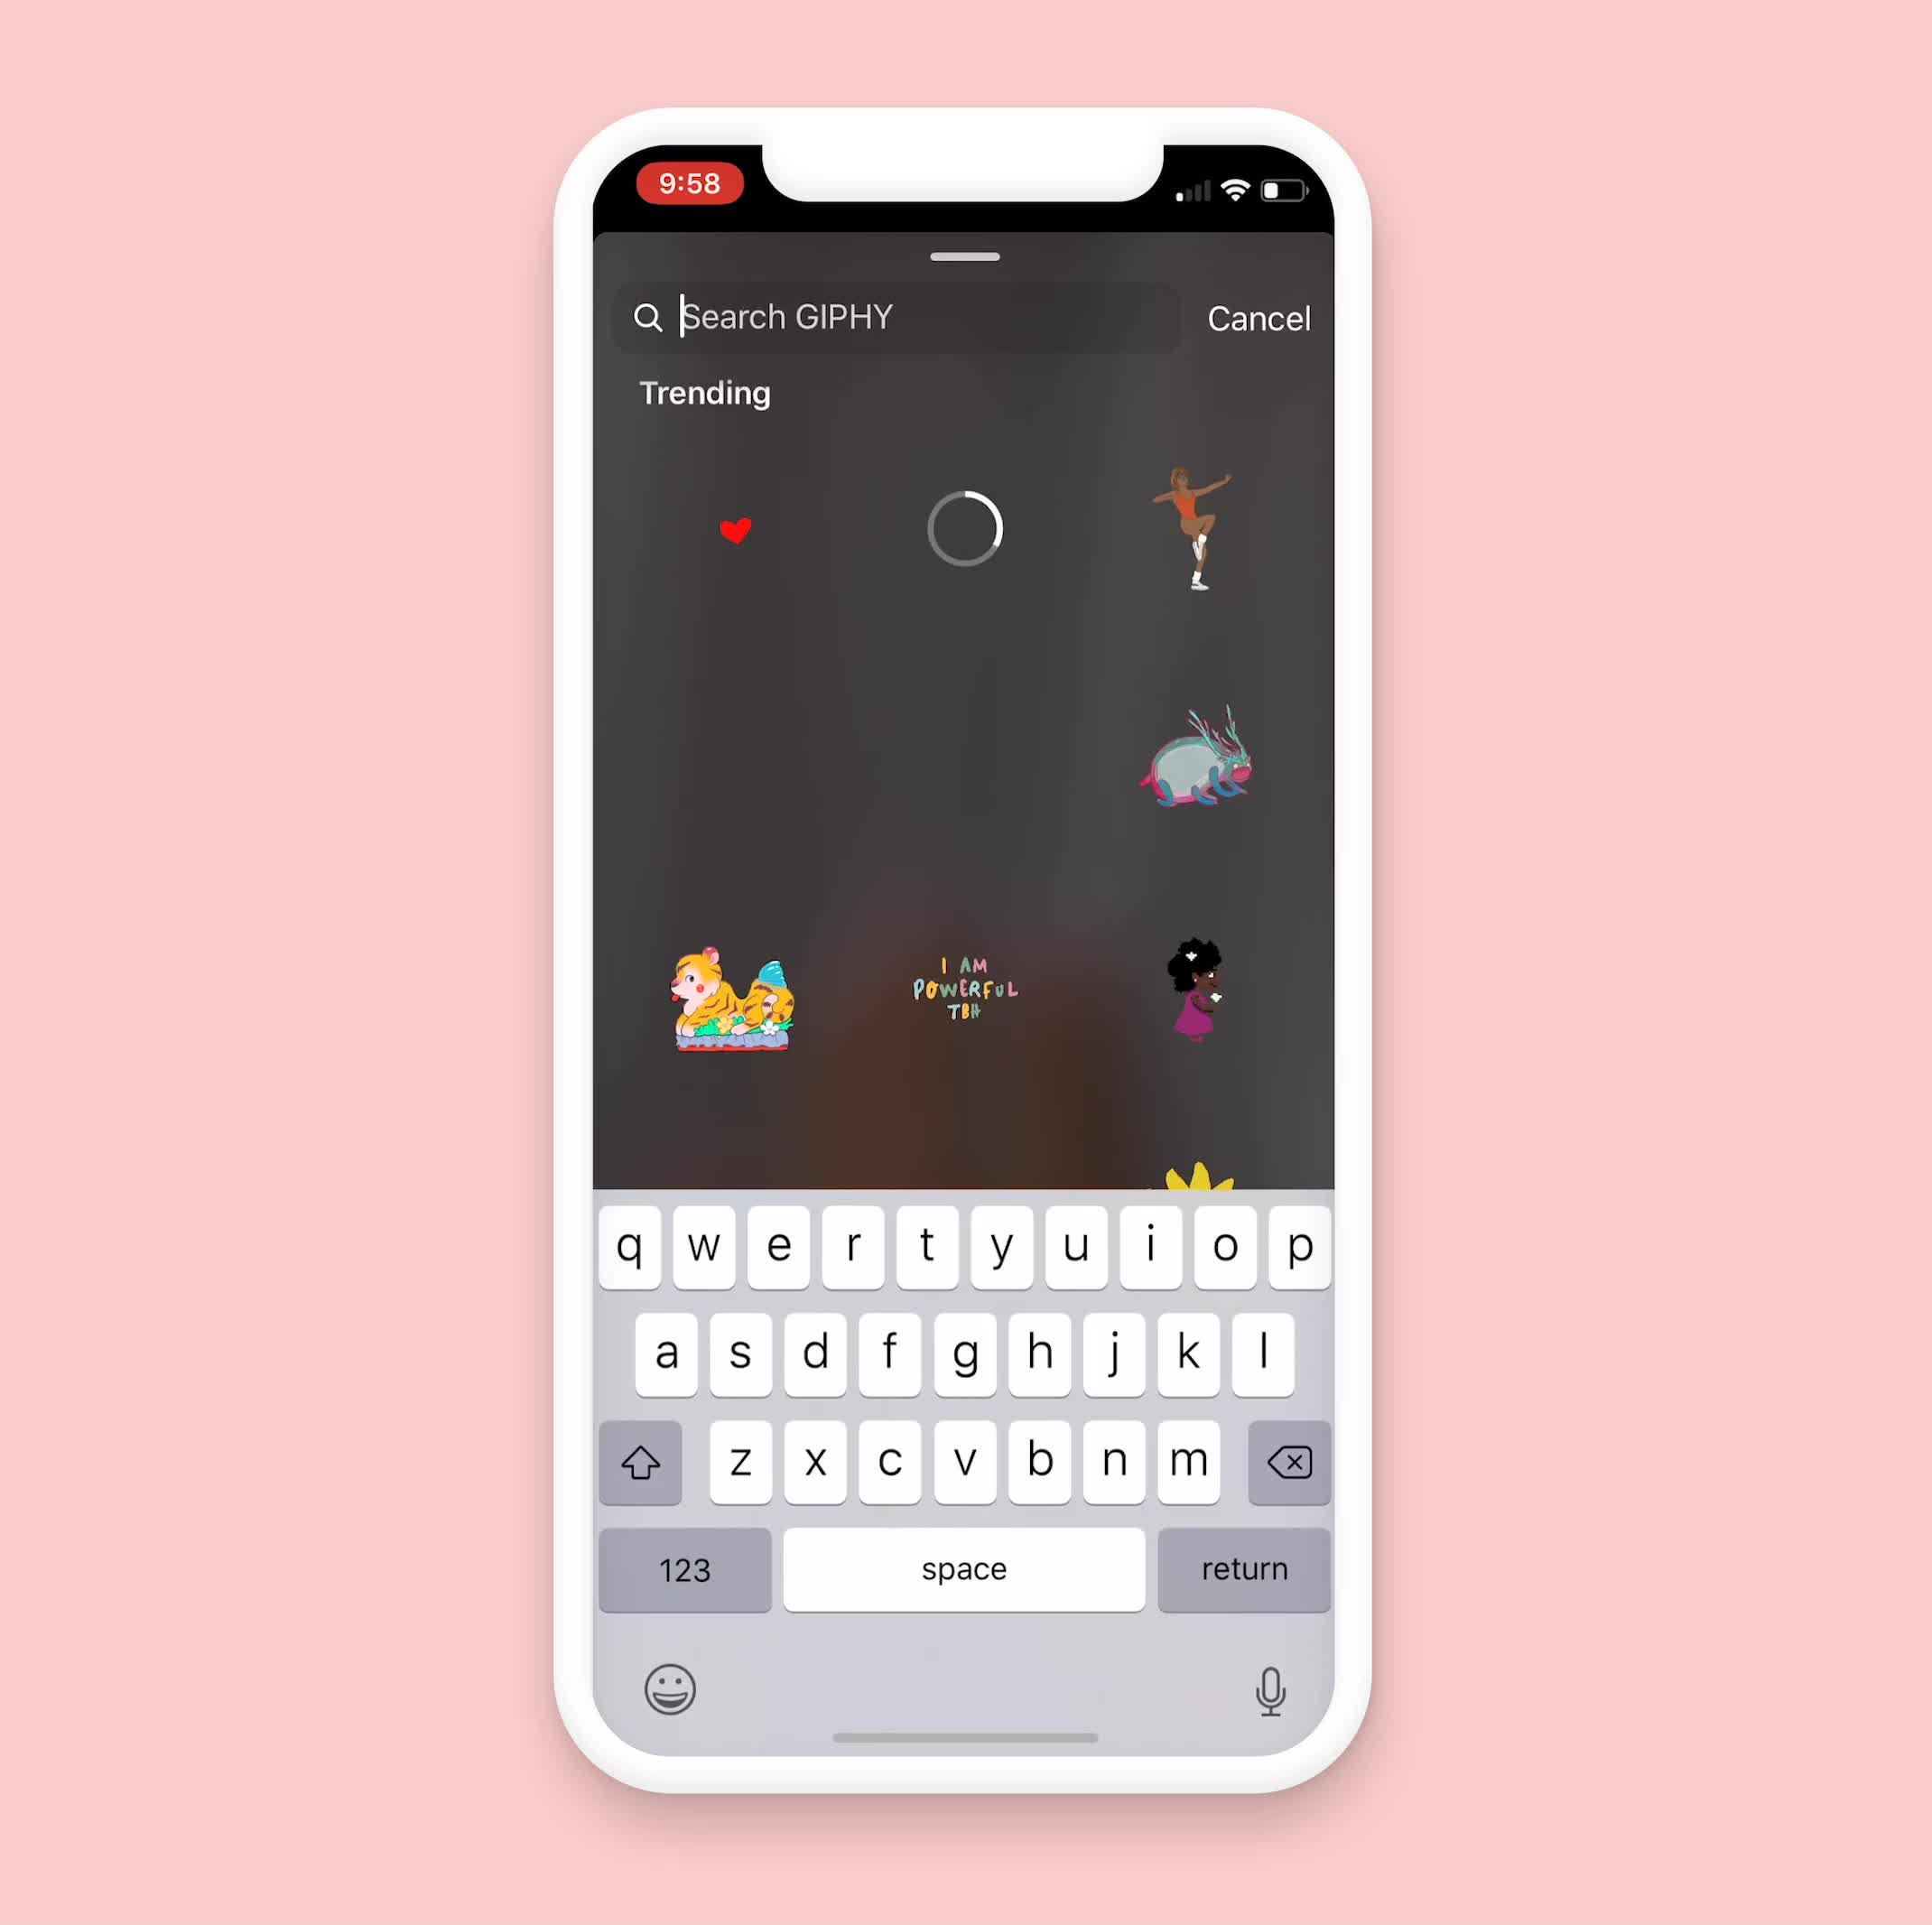 9:58
Search GIPHY
Cancel
Trending
I AM
POWERFUL
TBH
q w e r t y u i o p
a s d f g h j k l
z x c v b n m
123 space return